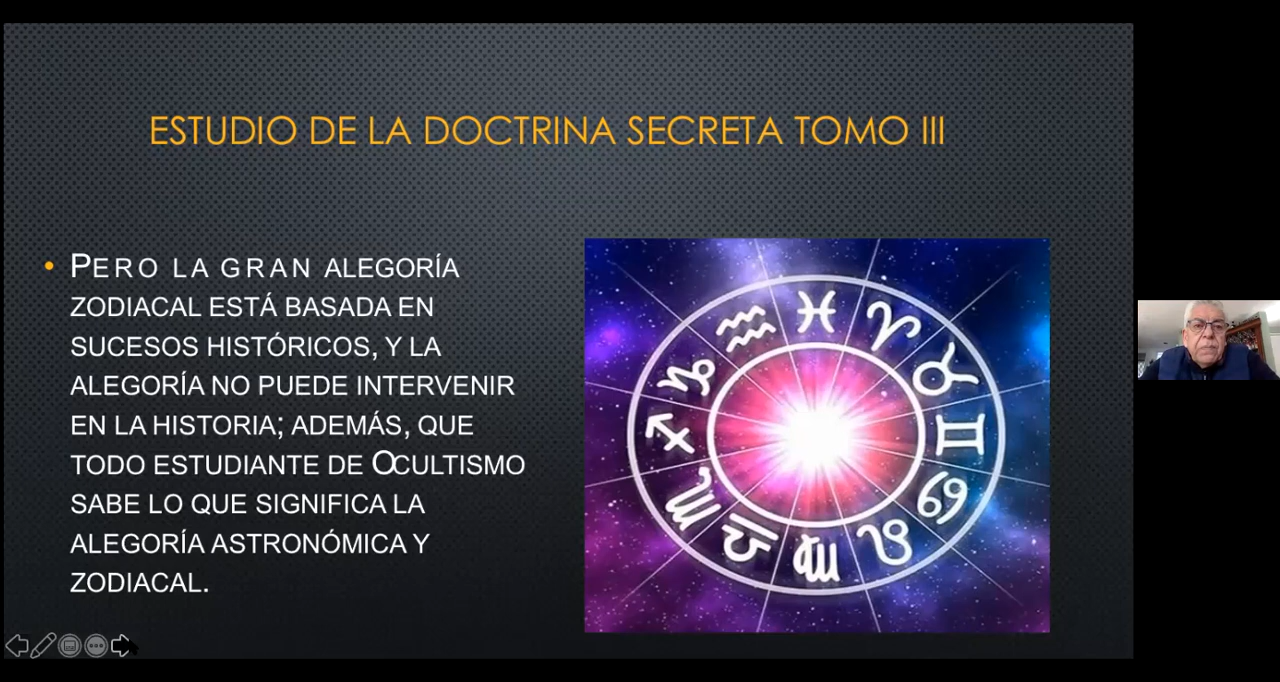 ESTUDIO DE LA DOCTRINA SECRETA TOMO III
• PERO LA GRAN ALEGORÍA
ZODIACAL ESTÁ BASADA EN
SUCESOS HISTÓRICOS, Y LA
ALEGORÍA NO PUEDE INTERVENIR
EN LA HISTORIA; ADEMÁS, QUE
TODO ESTUDIANTE DE OCULTISMO
SABE LO QUE SIGNIFICA LA
ALEGORÍA ASTRONÓMICA Y
ZODIACAL.